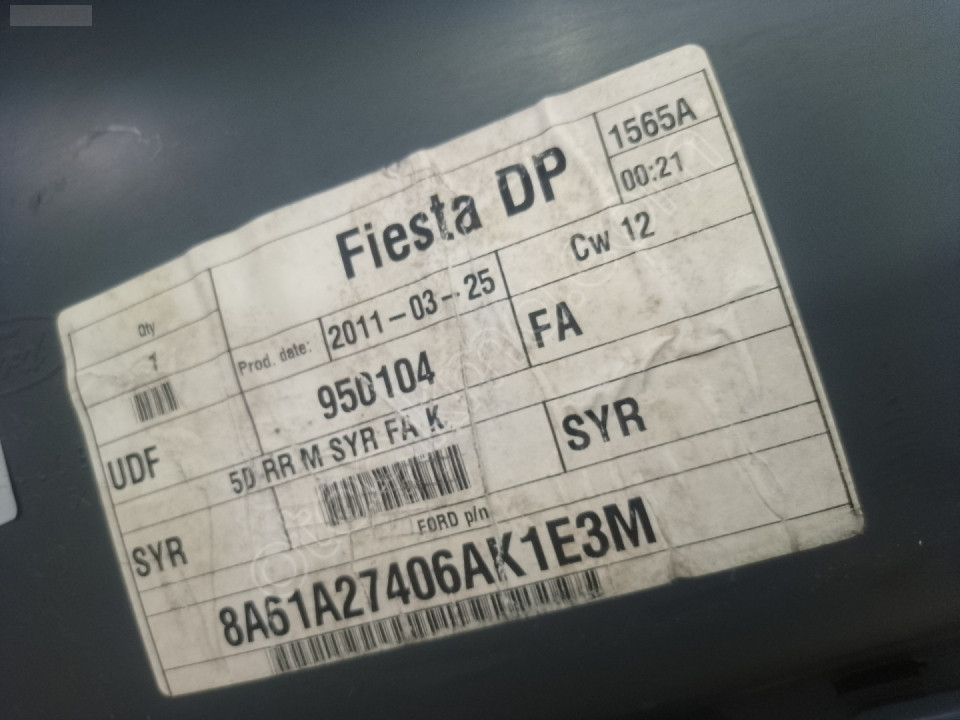 Fiesta DP
1565A
00:21
Qty
1
Prod. date:
2011-03-25
Cw 12
UDF
950104
FA
5D RR M SYR FA K
SYR
SYR
FORD p/n
8A61A27406AK1E3M